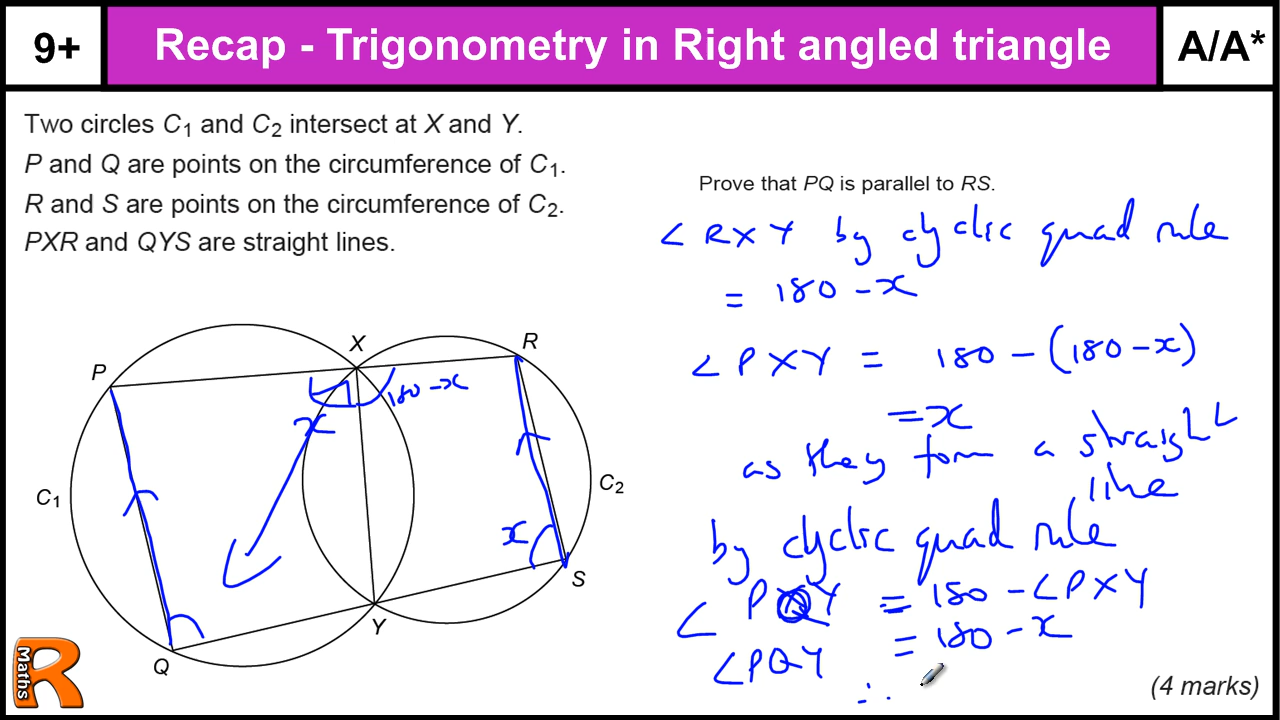 9+
Recap - Trigonometry in Right angled triangle
A/A*
Two circles C1 and C2 intersect at X and Y.
P and Q are points on the circumference of C1.
R and S are points on the circumference of C2.
PXR and QYS are straight lines.
Prove that PQ is parallel to RS.
∠RXY by cyclic quad rule
= 180 - x
∠PXY = 180 - (180 - x)
= x
as they form a straight
line
by cyclic quad rule
∠PQY = 180 - ∠PXY
∠PQY = 180 - x
∴
X
R
P
180 - x
x
C1
C2
x
S
Y
Q
R
Maths
(4 marks)